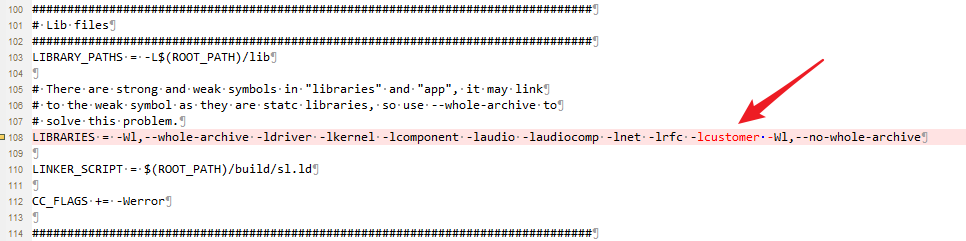 100 ################################################################################¶
101 # Lib files¶
102 ################################################################################¶
103 LIBRARY_PATHS = -L$(ROOT_PATH)/lib¶
104 ¶
105 # There are strong and weak symbols in "libraries" and "app", it may link¶
106 # to the weak symbol as they are statc libraries, so use --whole-archive to¶
107 # solve this problem.¶
108 LIBRARIES = -Wl,--whole-archive -ldriver -lkernel -lcomponent -laudio -laudiocomp -lnet -lrfc -lcustomer -Wl,--no-whole-archive¶
109 ¶
110 LINKER_SCRIPT = $(ROOT_PATH)/build/sl.ld¶
111 ¶
112 CC_FLAGS += -Werror¶
113 ¶
114 ################################################################################¶